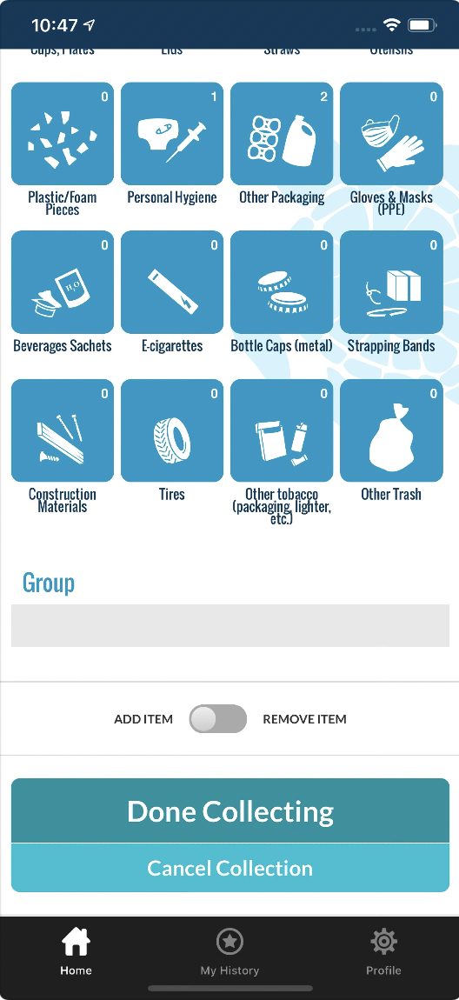 10:47
Cups, Plates Lids Straws Utensils
0 1 2 0
Plastic/Foam Pieces Personal Hygiene Other Packaging Gloves & Masks (PPE)
0 0 0 0
H2O
Beverages Sachets E-cigarettes Bottle Caps (metal) Strapping Bands
0 0 0 0
Construction Materials Tires Other tobacco (packaging, lighter, etc.) Other Trash
Group
ADD ITEM REMOVE ITEM
Done Collecting
Cancel Collection
Home My History Profile